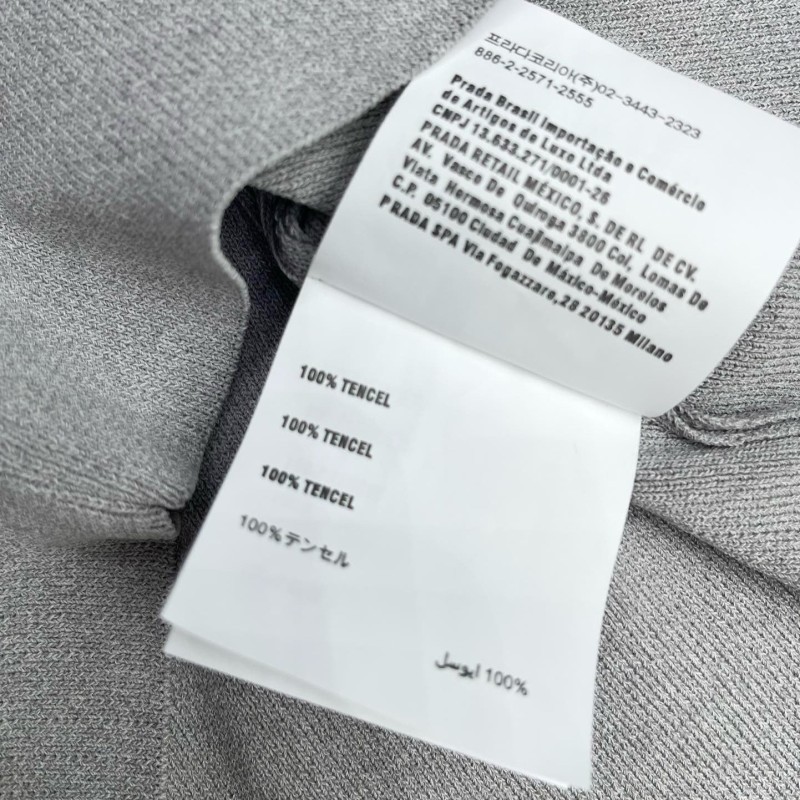 프라다코리아(주)02-3443-2323
886-2-2571-2555
Prada Brasil Importação e Comércio
de Artigos de Luxo Ltda
CNPJ 13.633.271/0001-28
PRADA RETAIL MÉXICO, S. DE RL DE CV.
AV. Vasco De Quiroga 3800 Col, Lomas De
Vista Hermosa Cuajimalpa De Morelos
C.P. 05100 Ciudad De México-México
PRADA SPA Via Fogazzaro,28 20135 Milano
100% TENCEL
100% TENCEL
100% TENCEL
100%テンセル
100% ايوسل